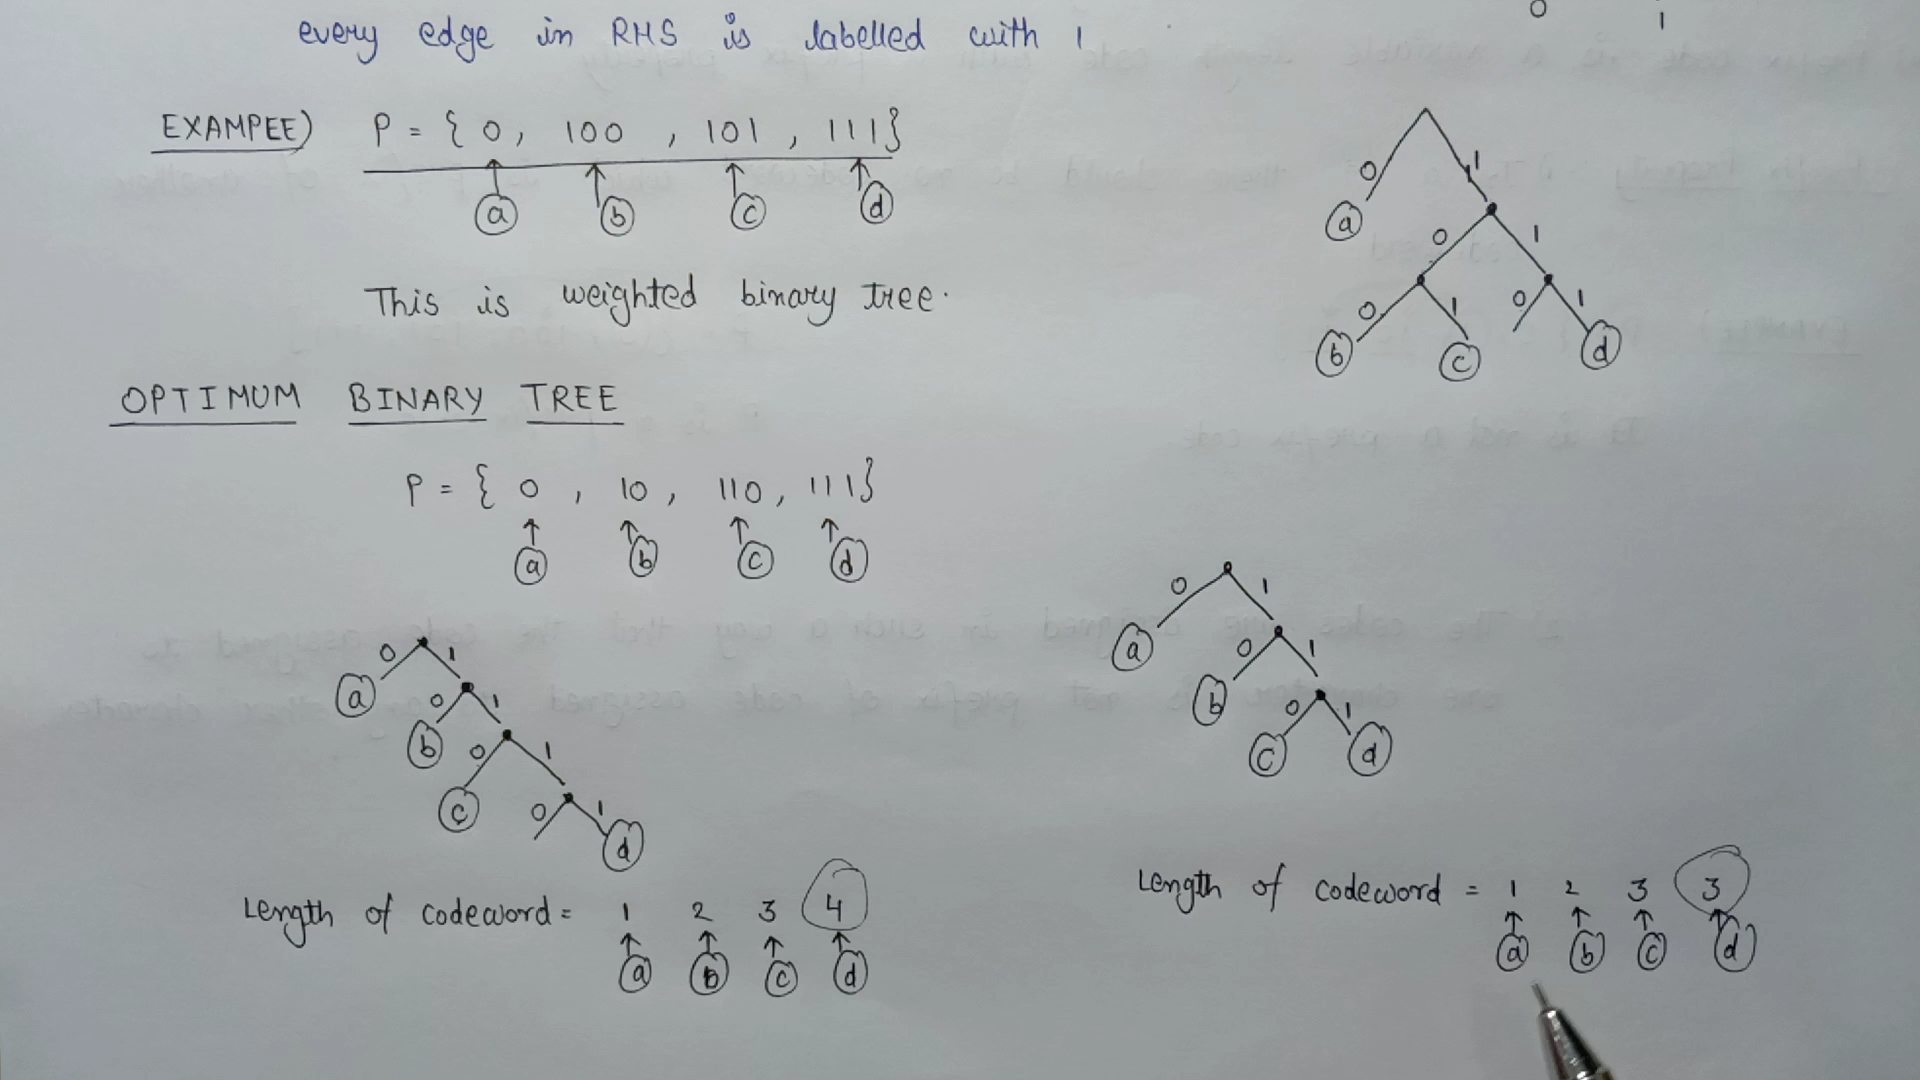 every edge in RHS is labelled with 1
0 1
EXAMPEE) P = { 0, 100 , 101 , 111}
a b c d
0 1
a
0 1
0 1 0 1
b c d
This is weighted binary tree.
OPTIMUM BINARY TREE
P = { 0 , 10 , 110 , 111}
a b c d
0 1
a
0 1
b
0 1
c
0 1
d
Length of codeword = 1 2 3 4
a b c d
0 1
a
0 1
b
0 1
c d
Length of codeword = 1 2 3 3
a b c d